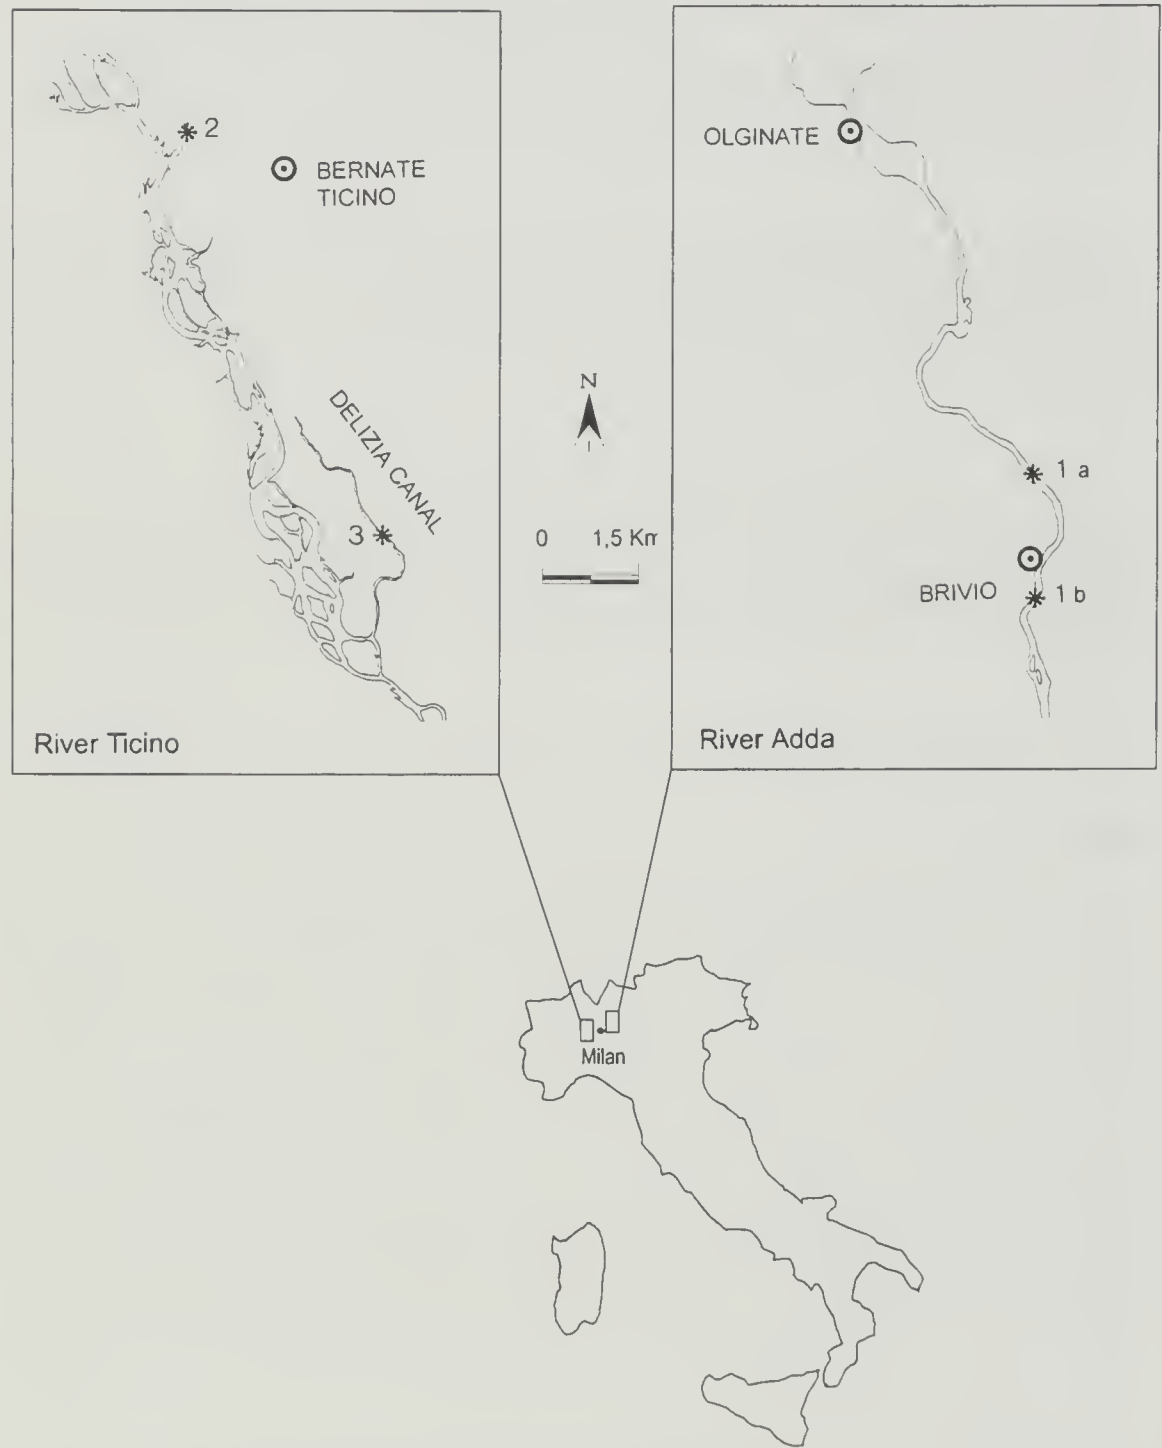 2
BERNATE
TICINO
DELIZIA CANAL
3
River Ticino
N
0 1,5 Km
OLGINATE
1 a
BRIVIO
1 b
River Adda
Milan